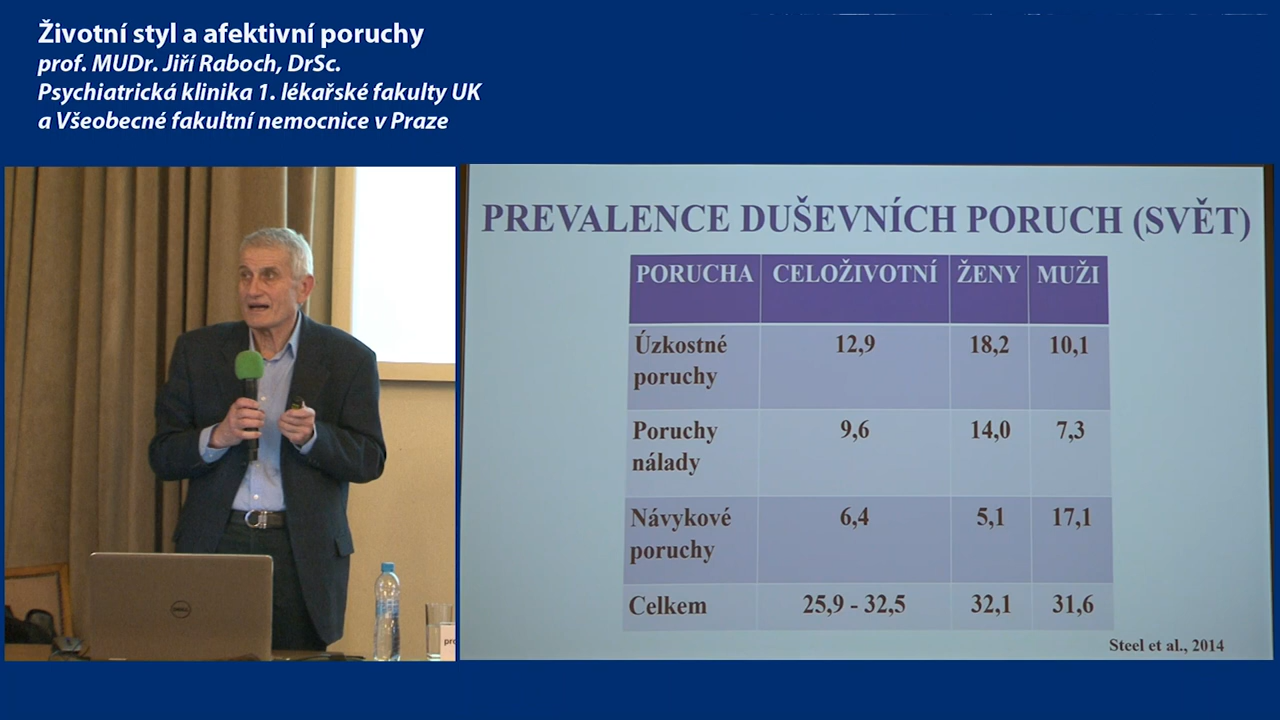 Životní styl a afektivní poruchy
prof. MUDr. Jiří Raboch, DrSc.
Psychiatrická klinika 1. lékařské fakulty UK
a Všeobecné fakultní nemocnice v Praze
PREVALENCE DUŠEVNÍCH PORUCH (SVĚT)
PORUCHA CELOŽIVOTNÍ ŽENY MUŽI
Úzkostné
poruchy
12,9 18,2 10,1
Poruchy
nálady
9,6 14,0 7,3
Návykové
poruchy
6,4 5,1 17,1
Celkem 25,9 - 32,5 32,1 31,6
Steel et al., 2014
DELL